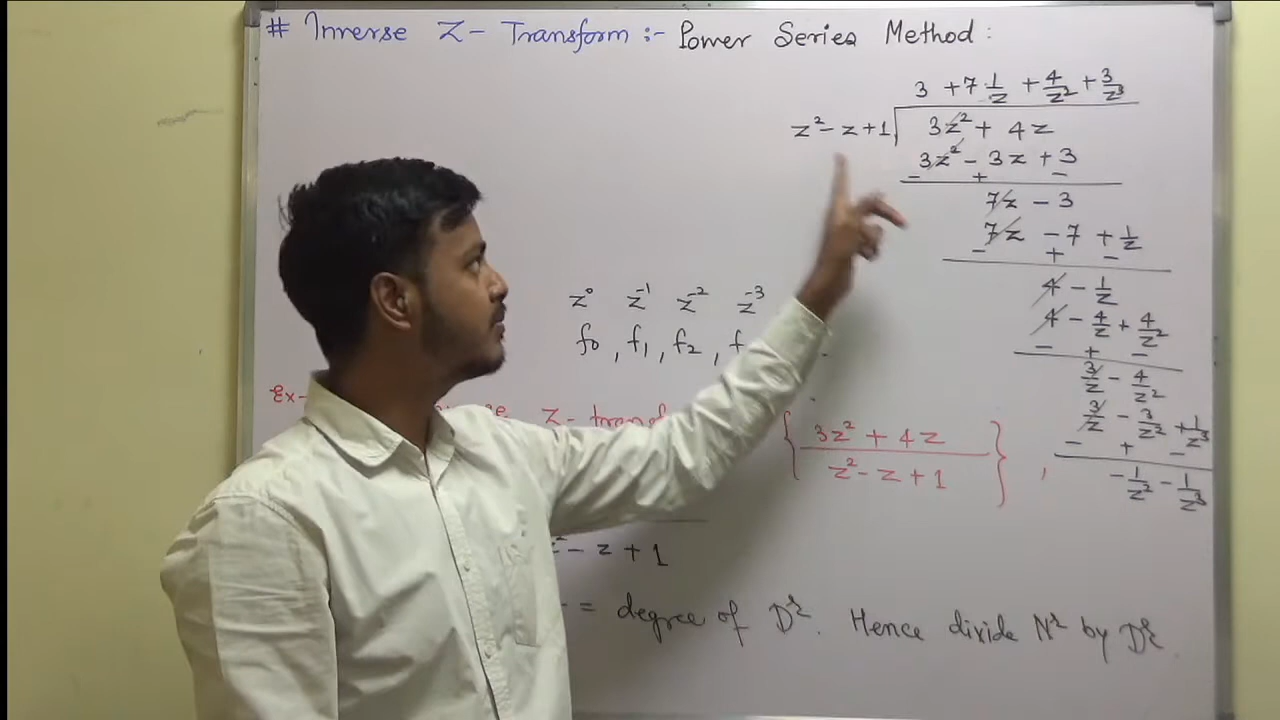 # Inverse Z- Transform :- Power Series Method :
3 + 7 1/z + 4/z² + 3/z³
z² - z + 1 ) 3z² + 4z
3z² - 3z + 3
- + -
7z - 3
7z - 7 + 1/z
- + -
4 - 1/z
4 - 4/z + 4/z²
- + -
3/z - 4/z²
3/z - 3/z² + 1/z³
- + -
-1/z² - 1/z³
z⁰ z⁻¹ z⁻² z⁻³
f₀ , f₁ , f₂ , f
Ex- Z- transf { 3z² + 4z / z² - z + 1 } ,
- z + 1
= degree of Dʳ. Hence divide Nʳ by Dʳ